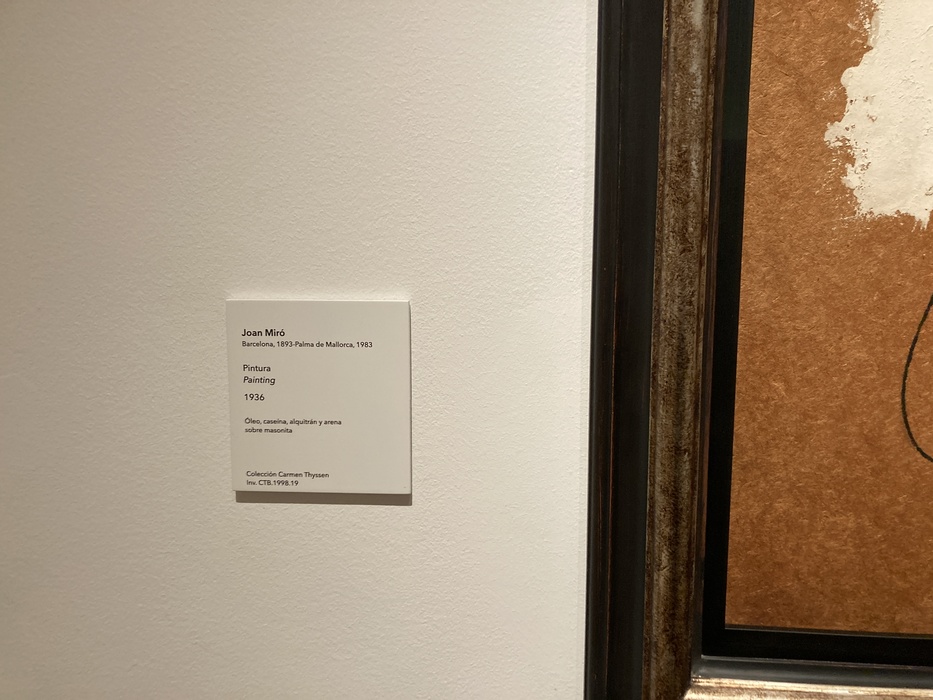 Joan Miró
Barcelona, 1893-Palma de Mallorca, 1983
Pintura
Painting
1936
Óleo, caseína, alquitrán y arena
sobre masonita
Colección Carmen Thyssen
Inv. CTB.1998.19